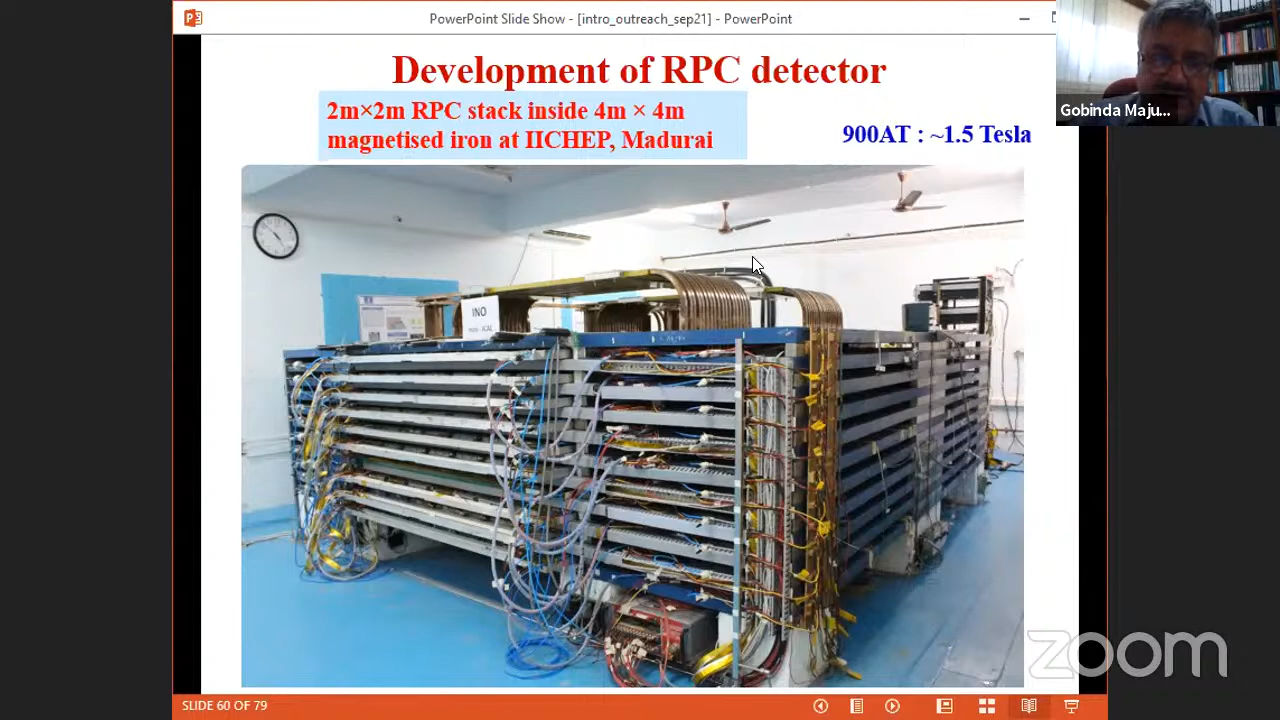 PowerPoint Slide Show - [intro_outreach_sep21] - PowerPoint
Development of RPC detector
2m×2m RPC stack inside 4m × 4m
magnetised iron at IICHEP, Madurai
900AT : ~1.5 Tesla
Gobinda Maju...
INO
SLIDE 60 OF 79
zoom